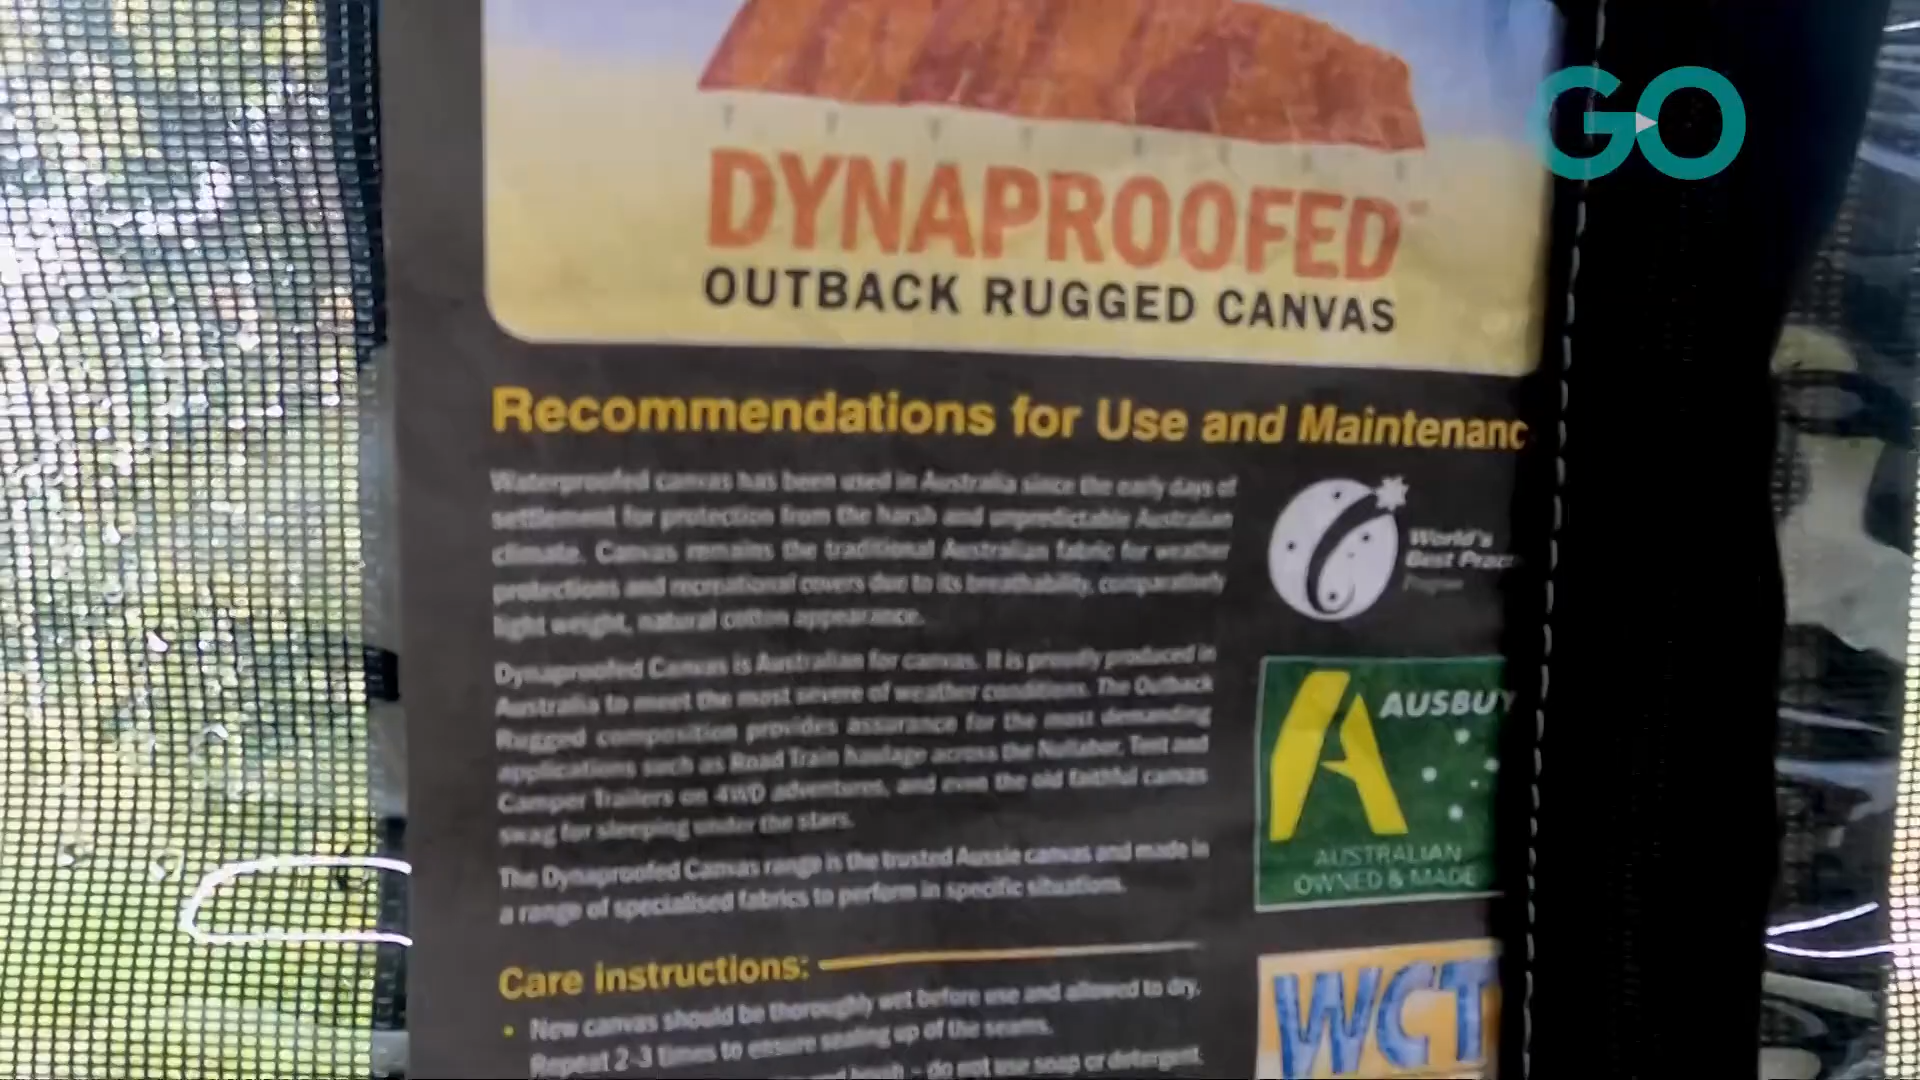 GO
DYNAPROOFED
OUTBACK RUGGED CANVAS
Recommendations for Use and Maintenanc
Waterproofed canvas has been used in Australia since the early days of
settlement for protection from the harsh and unpredictable Australian
climate. Canvas remains the traditional Australian fabric for weather
protections and recreational covers due to its breathability, comparatively
light weight, natural cotton appearance.
World's
Best Pract
Program
Dynaproofed Canvas is Australian for canvas. It is proudly produced in
Australia to meet the most severe of weather conditions. The Outback
Rugged composition provides assurance for the most demanding
applications such as Road Train haulage across the Nullabor, Tent and
Camper Trailers on 4WD adventures, and even the old faithful canvas
swag for sleeping under the stars.
AUSBUY
AUSTRALIAN
OWNED & MADE
The Dynaproofed Canvas range is the trusted Aussie canvas and made in
a range of specialised fabrics to perform in specific situations.
Care instructions:
• New canvas should be thoroughly wet before use and allowed to dry.
Repeat 2-3 times to ensure sealing up of the seams.
and brush - do not use soap or detergent
WCT